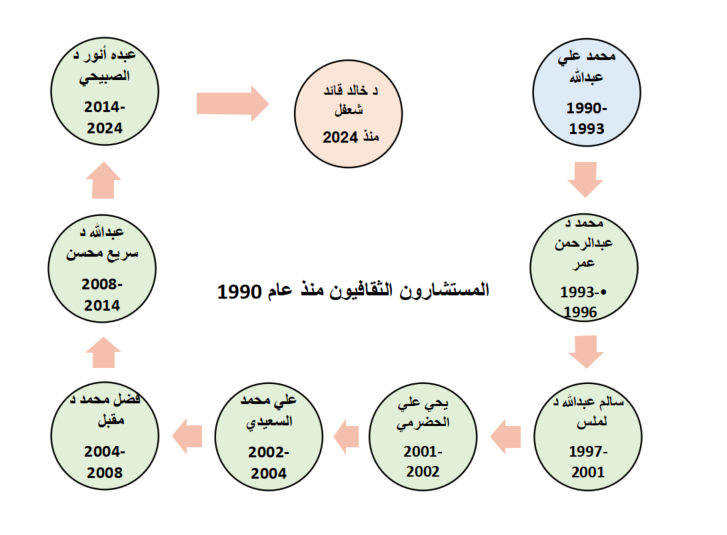 محمد علي
عبدالله
1990-
1993
محمد د
عبدالرحمن
عمر
1993-•
1996
سالم عبدالله د
لملس
1997-
2001
يحي علي
الحضرمي
2001-
2002
علي محمد
السعيدي
2002-
2004
فضل محمد د
مقبل
2004-
2008
عبدالله د
سريع محسن
2008-
2014
عبده أنور د
الصبيحي
2014-
2024
د خالد قائد
شعفل
منذ 2024
المستشارون الثقافيون منذ عام 1990